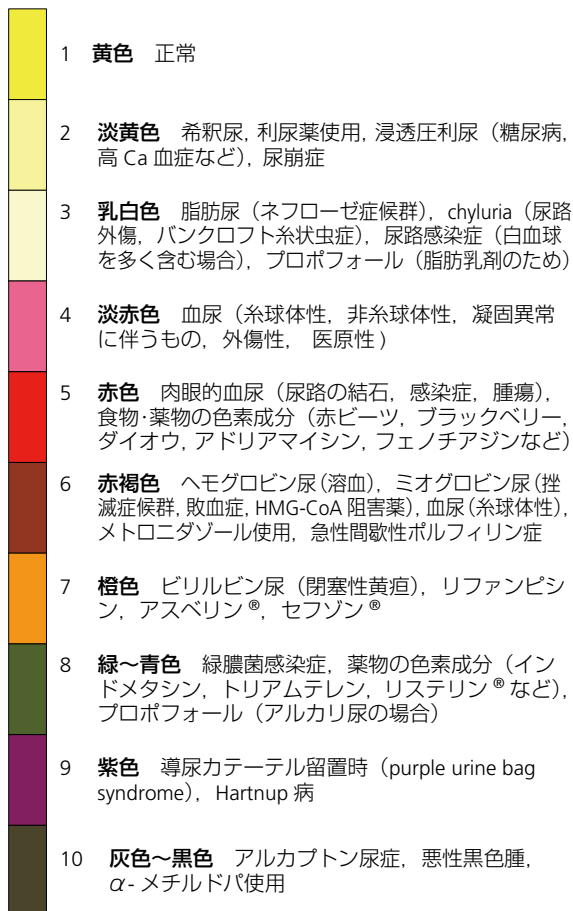 1 黄色 正常
2 淡黄色 希釈尿, 利尿薬使用, 浸透圧利尿（糖尿病,
高 Ca 血症など）, 尿崩症
3 乳白色 脂肪尿（ネフローゼ症候群）, chyluria（尿路
外傷, バンクロフト糸状虫症）, 尿路感染症（白血球
を多く含む場合）, プロポフォール（脂肪乳剤のため）
4 淡赤色 血尿（糸球体性, 非糸球体性, 凝固異常
に伴うもの, 外傷性, 医原性 )
5 赤色 肉眼的血尿（尿路の結石, 感染症, 腫瘍）,
食物･薬物の色素成分（赤ビーツ, ブラックベリー,
ダイオウ, アドリアマイシン, フェノチアジンなど）
6 赤褐色 ヘモグロビン尿（溶血）, ミオグロビン尿（挫
滅症候群, 敗血症, HMG-CoA 阻害薬）, 血尿（糸球体性）,
メトロニダゾール使用, 急性間歇性ポルフィリン症
7 橙色 ビリルビン尿（閉塞性黄疸）, リファンピシ
ン, アスベリン ®, セフゾン ®
8 緑〜青色 緑膿菌感染症, 薬物の色素成分（イン
ドメタシン, トリアムテレン, リステリン ® など）,
プロポフォール（アルカリ尿の場合）
9 紫色 導尿カテーテル留置時（purple urine bag
syndrome）, Hartnup 病
10 灰色〜黒色 アルカプトン尿症, 悪性黒色腫,
α- メチルドパ使用